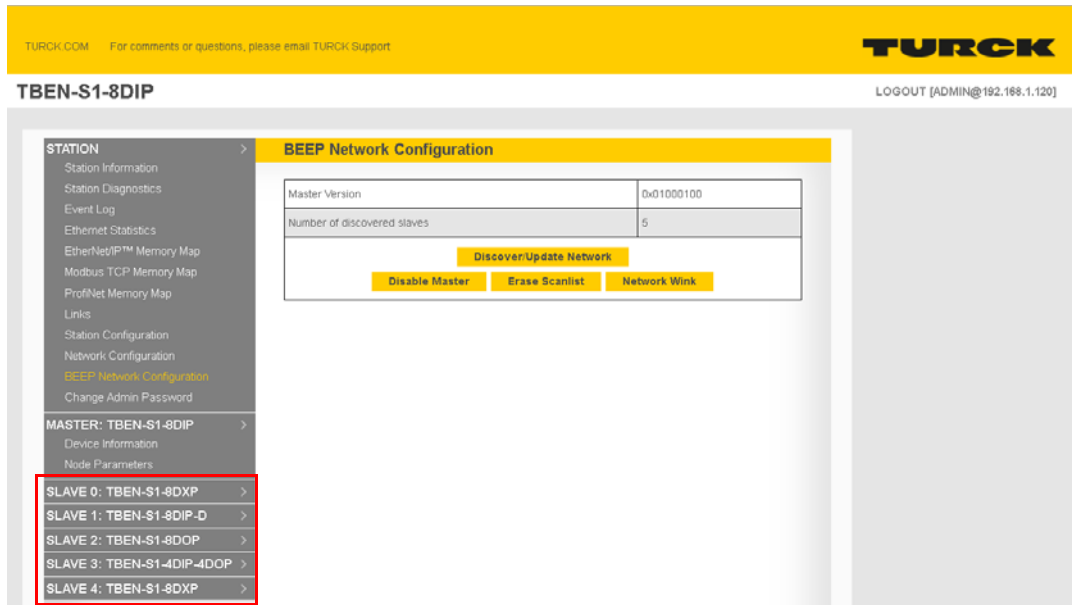 TURCK.COM For comments or questions, please email TURCK Support
TURCK
TBEN-S1-8DIP
LOGOUT [ADMIN@192.168.1.120]
STATION >
Station Information
Station Diagnostics
Event Log
Ethernet Statistics
EtherNet/IP™ Memory Map
Modbus TCP Memory Map
ProfiNet Memory Map
Links
Station Configuration
Network Configuration
BEEP Network Configuration
Change Admin Password
MASTER: TBEN-S1-8DIP >
Device Information
Node Parameters
SLAVE 0: TBEN-S1-8DXP >
SLAVE 1: TBEN-S1-8DIP-D >
SLAVE 2: TBEN-S1-8DOP >
SLAVE 3: TBEN-S1-4DIP-4DOP >
SLAVE 4: TBEN-S1-8DXP >
BEEP Network Configuration
Master Version 0x01000100
Number of discovered slaves 5
Discover/Update Network
Disable Master Erase Scanlist Network Wink